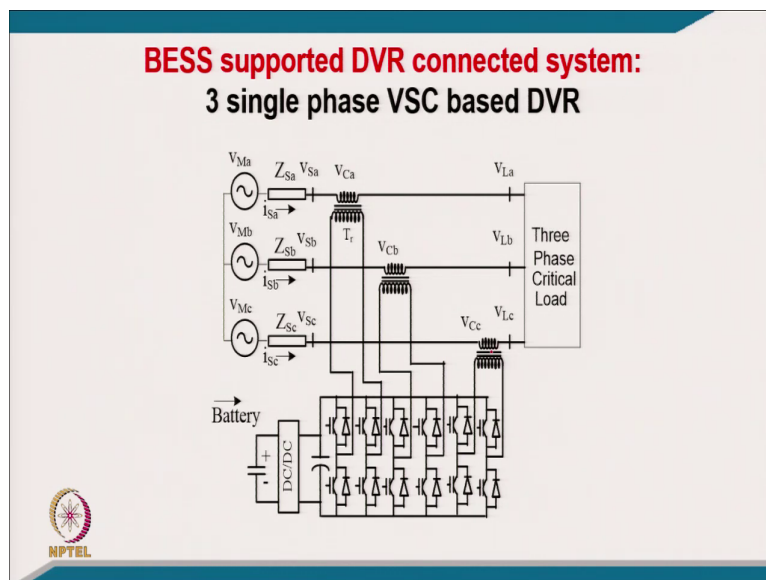 BESS supported DVR connected system:
3 single phase VSC based DVR
vMa
ZSa vSa
vCa
vLa
iSa
Tr
vMb
ZSb vSb
vCb
vLb
iSb
Three
Phase
Critical
Load
vMc
ZSc vSc
vCc
vLc
iSc
Battery
+
-
DC/DC
NPTEL